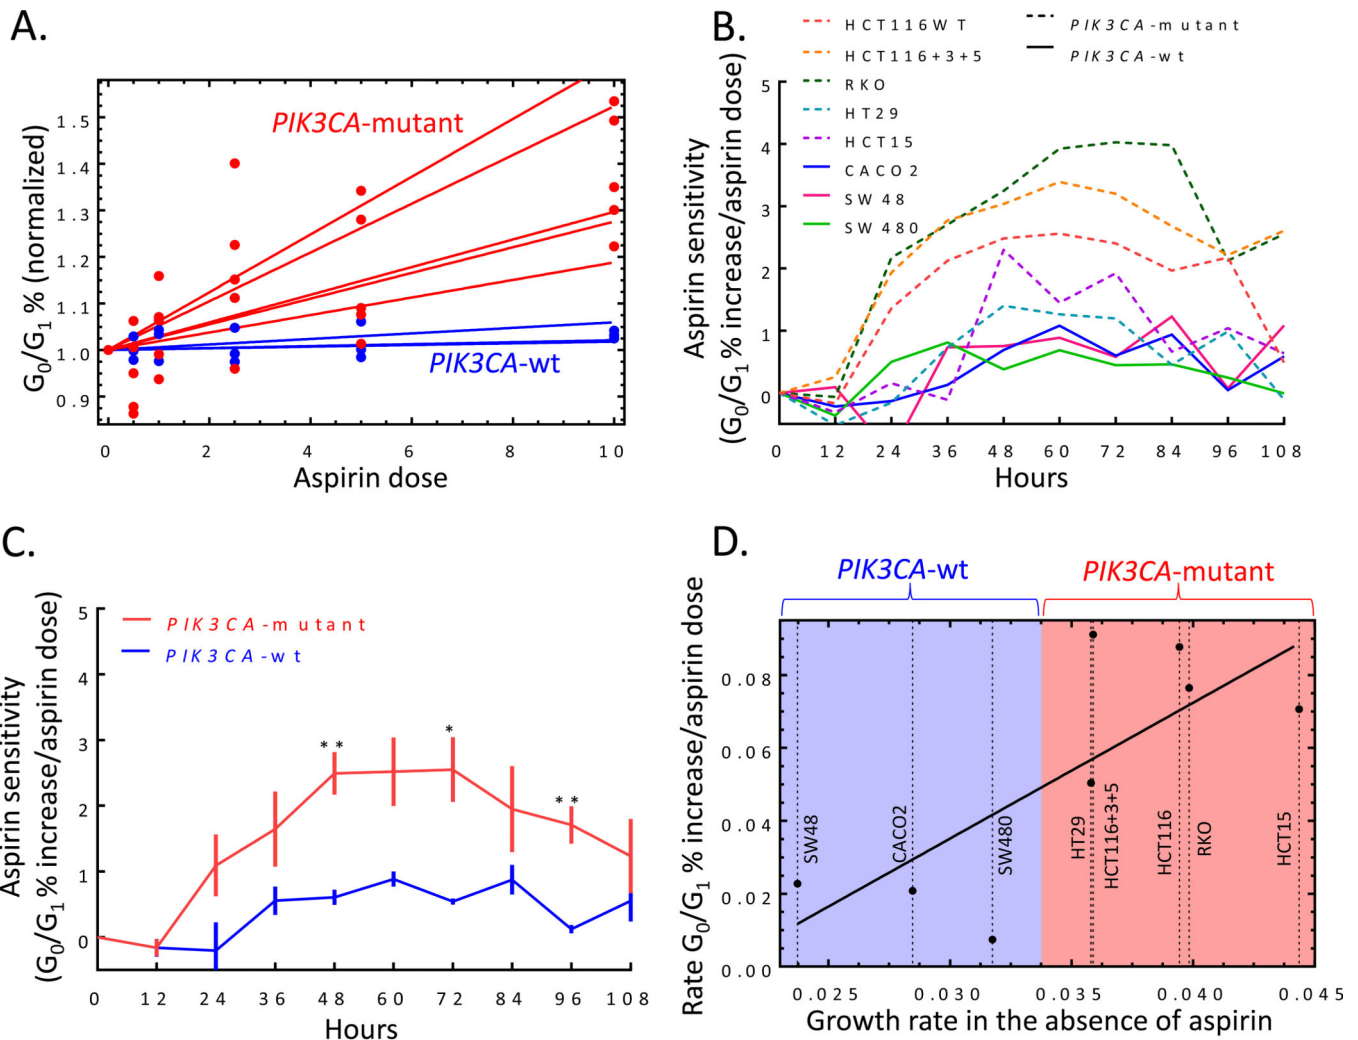 A.
PIK3CA-mutant
PIK3CA-wt
G0/G1 % (normalized)
1.5
1.4
1.3
1.2
1.1
1.0
0.9
0 2 4 6 8 10
Aspirin dose
B.
HCT116WT
HCT116+3+5
RKO
HT29
HCT15
CACO2
SW48
SW480
PIK3CA-mutant
PIK3CA-wt
Aspirin sensitivity
(G0/G1 % increase/aspirin dose)
5
4
3
2
1
0
0 12 24 36 48 60 72 84 96 108
Hours
C.
PIK3CA-mutant
PIK3CA-wt
Aspirin sensitivity
(G0/G1 % increase/aspirin dose)
5
4
3
2
1
0
** * **
0 12 24 36 48 60 72 84 96 108
Hours
D.
PIK3CA-wt PIK3CA-mutant
Rate G0/G1 % increase/aspirin dose
0.08
0.06
0.04
0.02
0.00
SW48
CACO2
SW480
HT29
HCT116+3+5
HCT116
RKO
HCT15
0.025 0.030 0.035 0.040 0.045
Growth rate in the absence of aspirin